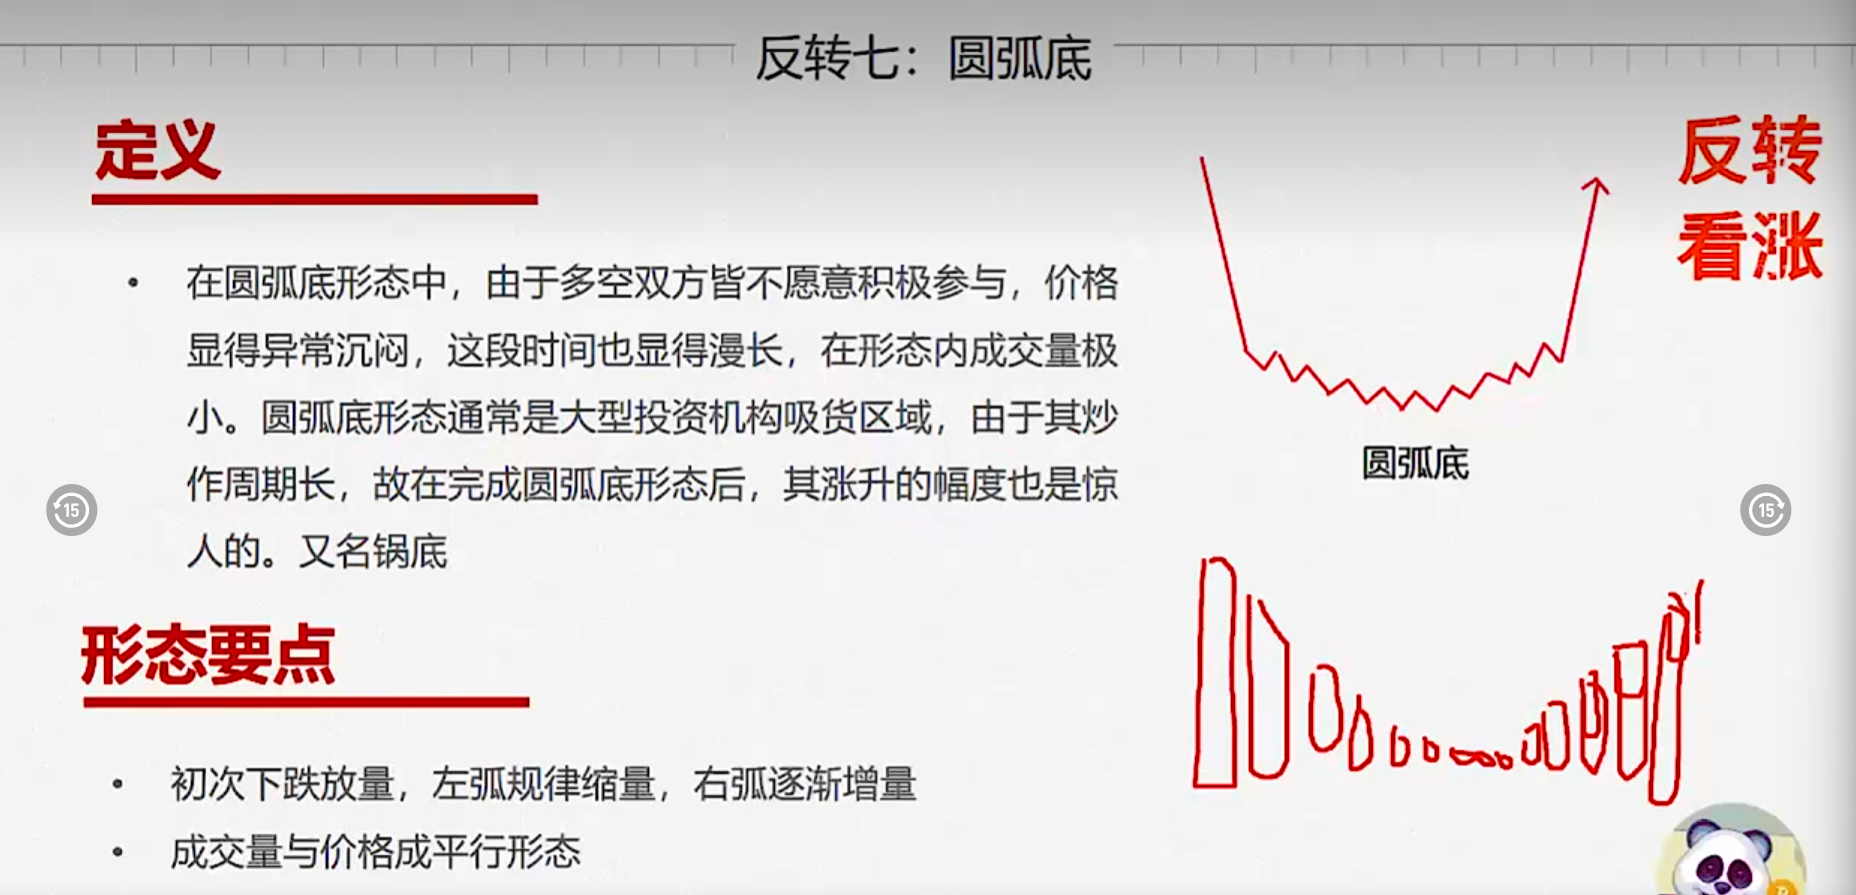 反转七：圆弧底
定义
反转
看涨
• 在圆弧底形态中，由于多空双方皆不愿意积极参与，价格
显得异常沉闷，这段时间也显得漫长，在形态内成交量极
小。圆弧底形态通常是大型投资机构吸货区域，由于其炒
作周期长，故在完成圆弧底形态后，其涨升的幅度也是惊
人的。又名锅底
圆弧底
15
15
形态要点
• 初次下跌放量，左弧规律缩量，右弧逐渐增量
• 成交量与价格成平行形态